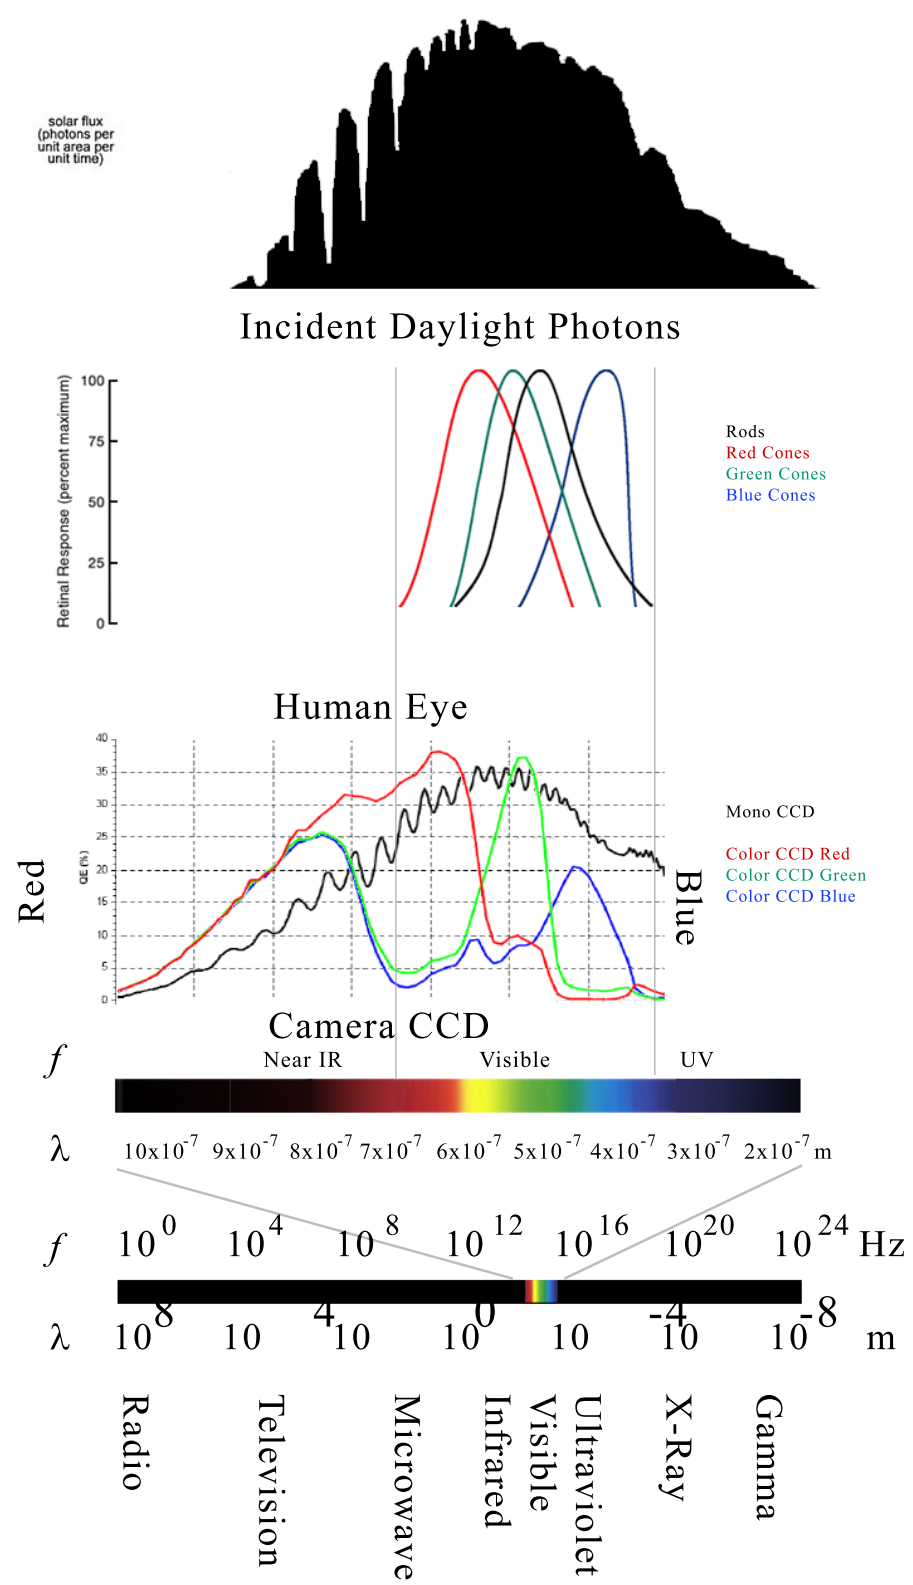 solar flux
(photons per
unit area per
unit time)
Incident Daylight Photons
Retinal Response (percent maximum)
100
75
50
25
0
Rods
Red Cones
Green Cones
Blue Cones
Human Eye
40
35
30
25
20
15
10
5
0
QE (%)
Red
Blue
Mono CCD
Color CCD Red
Color CCD Green
Color CCD Blue
Camera CCD
f
Near IR Visible UV
λ 10x10-7 9x10-7 8x10-7 7x10-7 6x10-7 5x10-7 4x10-7 3x10-7 2x10-7 m
f 10 0 10 4 10 8 10 12 10 16 10 20 10 24 Hz
8 4 0 -4 -8
λ 10 10 10 10 10 10 10 m
Radio
Television
Microwave
Infrared
Visible
Ultraviolet
X-Ray
Gamma